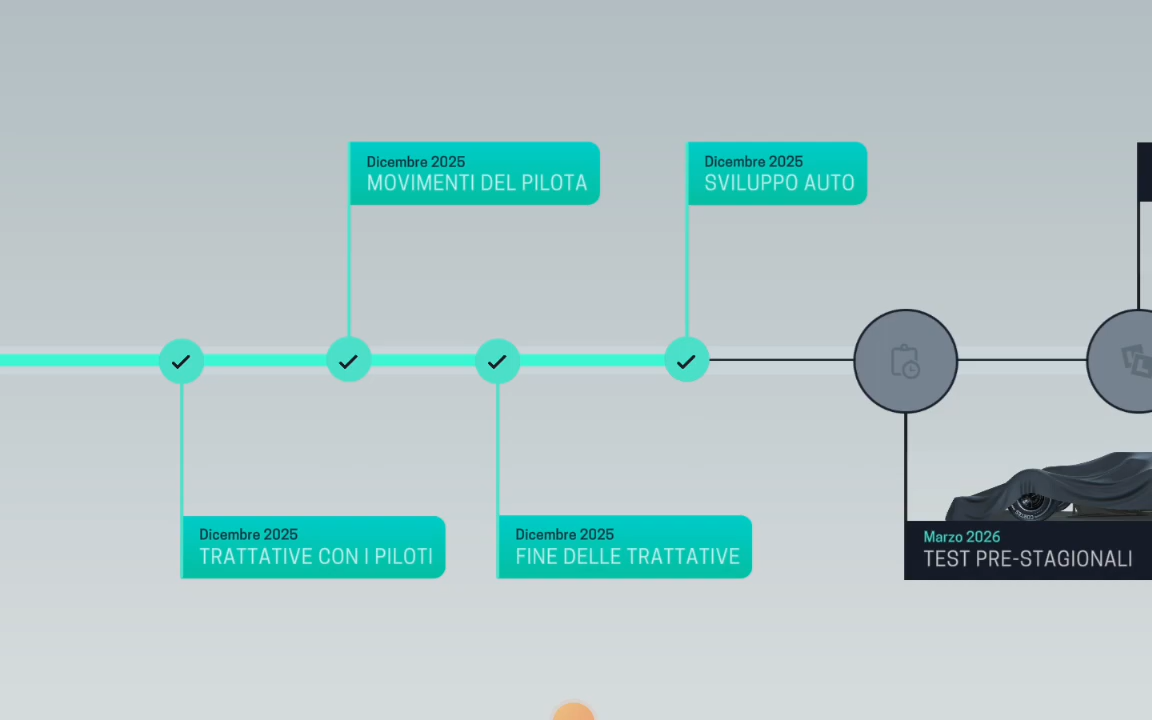 Dicembre 2025
MOVIMENTI DEL PILOTA
Dicembre 2025
SVILUPPO AUTO
Dicembre 2025
TRATTATIVE CON I PILOTI
Dicembre 2025
FINE DELLE TRATTATIVE
Marzo 2026
TEST PRE-STAGIONALI